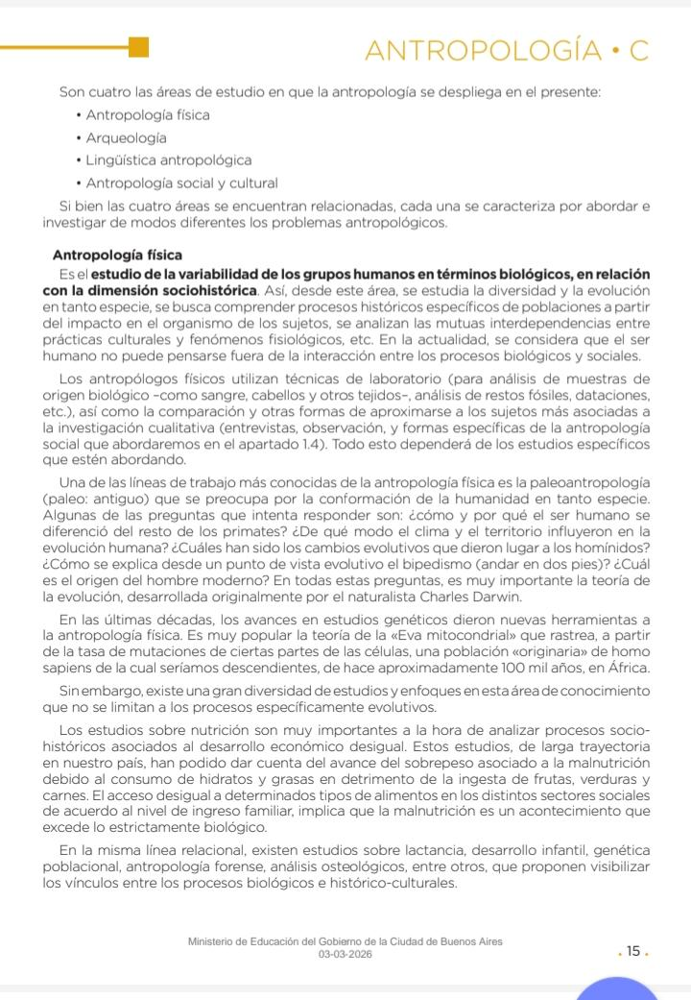 ANTROPOLOGÍA • C
Son cuatro las áreas de estudio en que la antropología se despliega en el presente:
• Antropología física
• Arqueología
• Lingüística antropológica
• Antropología social y cultural
Si bien las cuatro áreas se encuentran relacionadas, cada una se caracteriza por abordar e
investigar de modos diferentes los problemas antropológicos.
Antropología física
Es el estudio de la variabilidad de los grupos humanos en términos biológicos, en relación
con la dimensión sociohistórica. Así, desde este área, se estudia la diversidad y la evolución
en tanto especie, se busca comprender procesos históricos específicos de poblaciones a partir
del impacto en el organismo de los sujetos, se analizan las mutuas interdependencias entre
prácticas culturales y fenómenos fisiológicos, etc. En la actualidad, se considera que el ser
humano no puede pensarse fuera de la interacción entre los procesos biológicos y sociales.
Los antropólogos físicos utilizan técnicas de laboratorio (para análisis de muestras de
origen biológico –como sangre, cabellos y otros tejidos–, análisis de restos fósiles, dataciones,
etc.), así como la comparación y otras formas de aproximarse a los sujetos más asociadas a
la investigación cualitativa (entrevistas, observación, y formas específicas de la antropología
social que abordaremos en el apartado 1.4). Todo esto dependerá de los estudios específicos
que estén abordando.
Una de las líneas de trabajo más conocidas de la antropología física es la paleoantropología
(paleo: antiguo) que se preocupa por la conformación de la humanidad en tanto especie.
Algunas de las preguntas que intenta responder son: ¿cómo y por qué el ser humano se
diferenció del resto de los primates? ¿De qué modo el clima y el territorio influyeron en la
evolución humana? ¿Cuáles han sido los cambios evolutivos que dieron lugar a los homínidos?
¿Cómo se explica desde un punto de vista evolutivo el bipedismo (andar en dos pies)? ¿Cuál
es el origen del hombre moderno? En todas estas preguntas, es muy importante la teoría de
la evolución, desarrollada originalmente por el naturalista Charles Darwin.
En las últimas décadas, los avances en estudios genéticos dieron nuevas herramientas a
la antropología física. Es muy popular la teoría de la «Eva mitocondrial» que rastrea, a partir
de la tasa de mutaciones de ciertas partes de las células, una población «originaria» de homo
sapiens de la cual seríamos descendientes, de hace aproximadamente 100 mil años, en África.
Sin embargo, existe una gran diversidad de estudios y enfoques en esta área de conocimiento
que no se limitan a los procesos específicamente evolutivos.
Los estudios sobre nutrición son muy importantes a la hora de analizar procesos socio-
históricos asociados al desarrollo económico desigual. Estos estudios, de larga trayectoria
en nuestro país, han podido dar cuenta del avance del sobrepeso asociado a la malnutrición
debido al consumo de hidratos y grasas en detrimento de la ingesta de frutas, verduras y
carnes. El acceso desigual a determinados tipos de alimentos en los distintos sectores sociales
de acuerdo al nivel de ingreso familiar, implica que la malnutrición es un acontecimiento que
excede lo estrictamente biológico.
En la misma línea relacional, existen estudios sobre lactancia, desarrollo infantil, genética
poblacional, antropología forense, análisis osteológicos, entre otros, que proponen visibilizar
los vínculos entre los procesos biológicos e histórico-culturales.
Ministerio de Educación del Gobierno de la Ciudad de Buenos Aires
03-03-2026
. 15 .